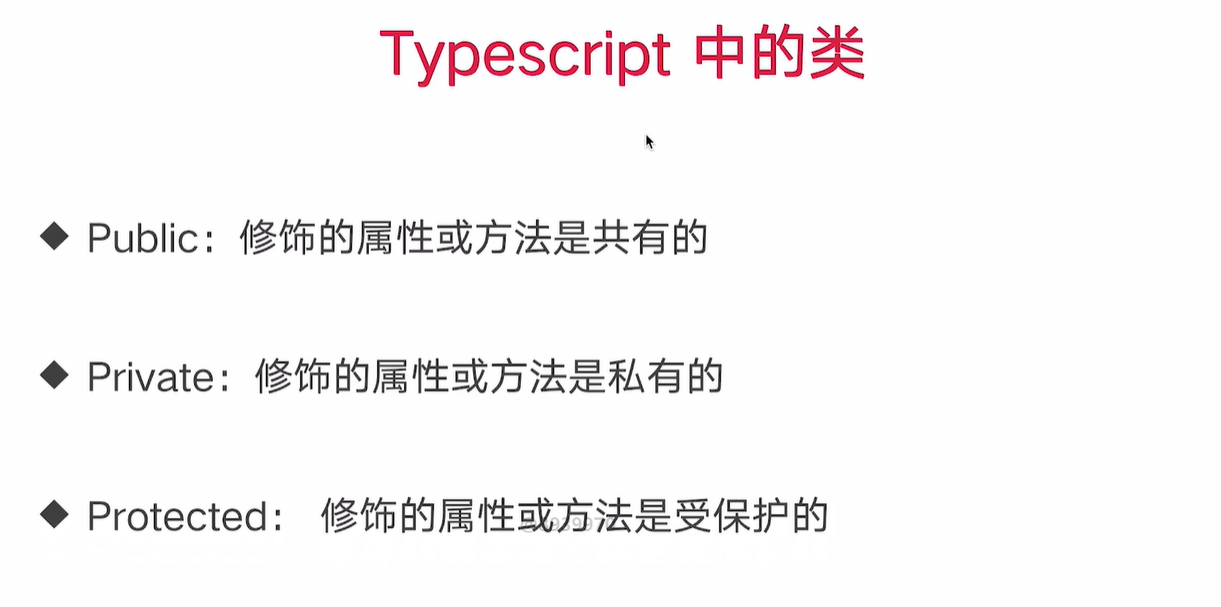 Typescript 中的类
◆ Public：修饰的属性或方法是共有的
◆ Private：修饰的属性或方法是私有的
◆ Protected： 修饰的属性或方法是受保护的